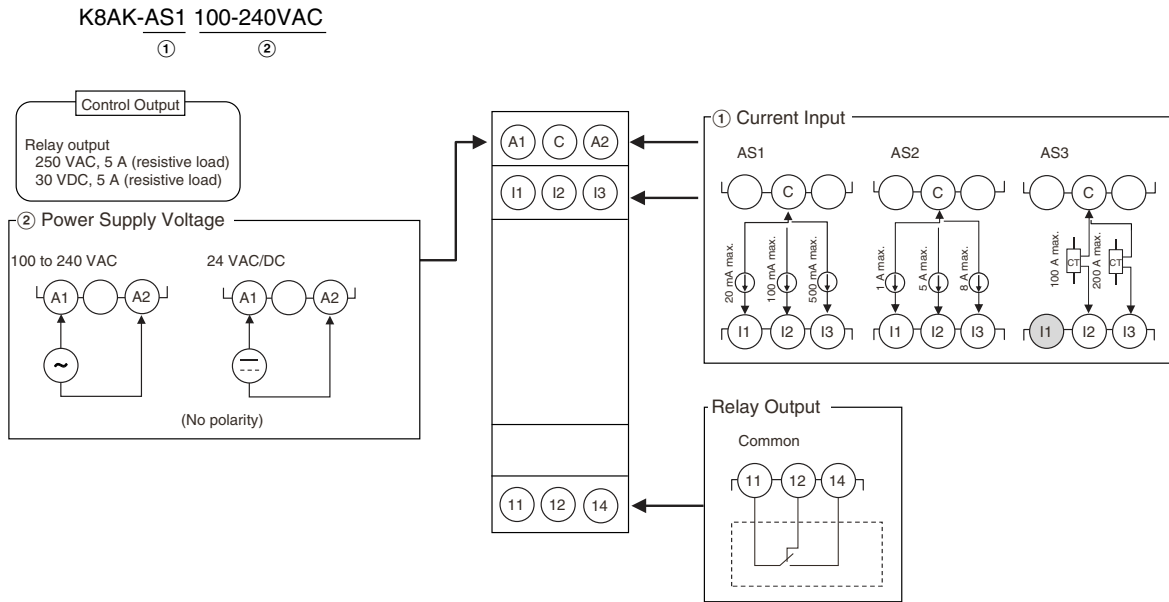 K8AK-AS1 100-240VAC
① ②
Control Output
Relay output
250 VAC, 5 A (resistive load)
30 VDC, 5 A (resistive load)
② Power Supply Voltage
100 to 240 VAC 24 VAC/DC
A1 A2 A1 A2
~
(No polarity)
A1 C A2
I1 I2 I3
11 12 14
① Current Input
AS1 AS2 AS3
C C C
20 mA max. 100 mA max. 500 mA max. 1 A max. 5 A max. 8 A max. 100 A max. CT 200 A max. CT
I1 I2 I3 I1 I2 I3 I1 I2 I3
Relay Output
Common
11 12 14